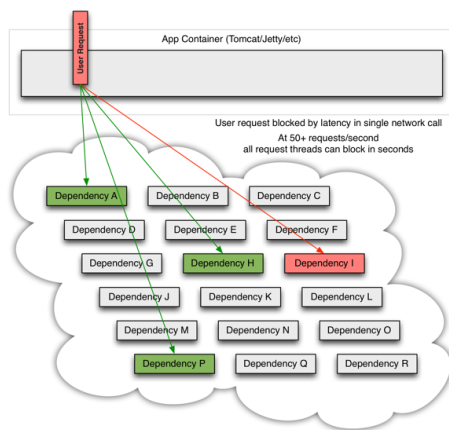 User Request
App Container (Tomcat/Jetty/etc)
User request blocked by latency in single network call
At 50+ requests/second
all request threads can block in seconds
Dependency A
Dependency B
Dependency C
Dependency D
Dependency E
Dependency F
Dependency G
Dependency H
Dependency I
Dependency J
Dependency K
Dependency L
Dependency M
Dependency N
Dependency O
Dependency P
Dependency Q
Dependency R